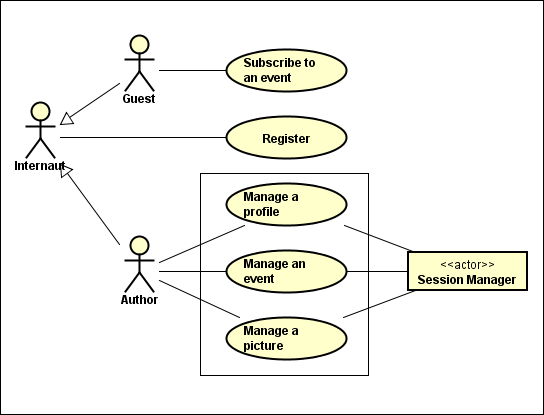 Subscribe to
an event
Guest
Register
Internaut
Manage a
profile
Manage an
event
<<actor>>
Session Manager
Author
Manage a
picture